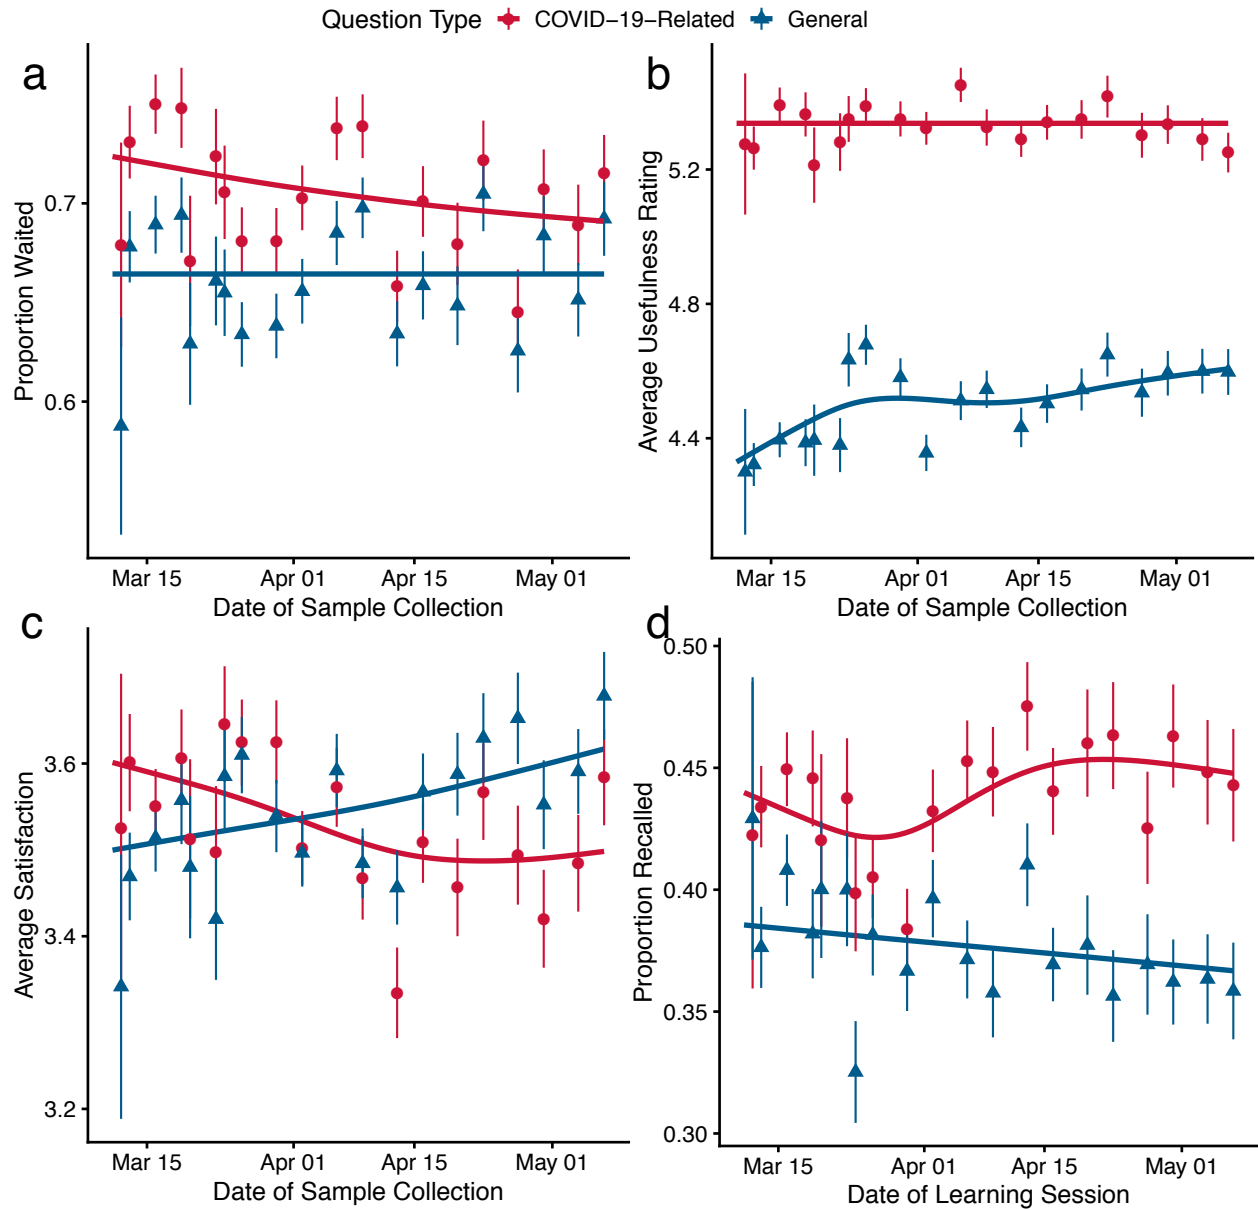 Question Type COVID−19−Related General
a
Proportion Waited
0.7
0.6
Mar 15 Apr 01 Apr 15 May 01
Date of Sample Collection
b
Average Usefulness Rating
5.2
4.8
4.4
Mar 15 Apr 01 Apr 15 May 01
Date of Sample Collection
c
Average Satisfaction
3.6
3.4
3.2
Mar 15 Apr 01 Apr 15 May 01
Date of Sample Collection
d
Proportion Recalled
0.50
0.45
0.40
0.35
0.30
Mar 15 Apr 01 Apr 15 May 01
Date of Learning Session